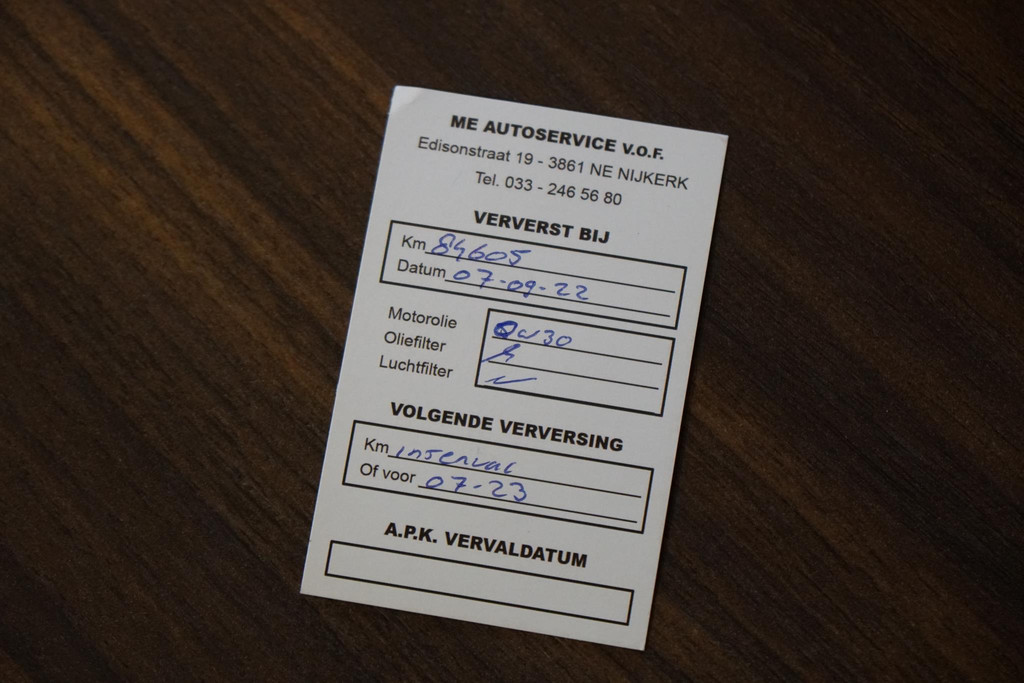 ME AUTOSERVICE V.O.F.
Edisonstraat 19 - 3861 NE NIJKERK
Tel. 033 - 246 56 80
VERVERST BIJ
Km 84605
Datum 07-09-22
Motorolie 0w30
Oliefilter
Luchtfilter
VOLGENDE VERVERSING
Km interval
Of voor 07-23
A.P.K. VERVALDATUM